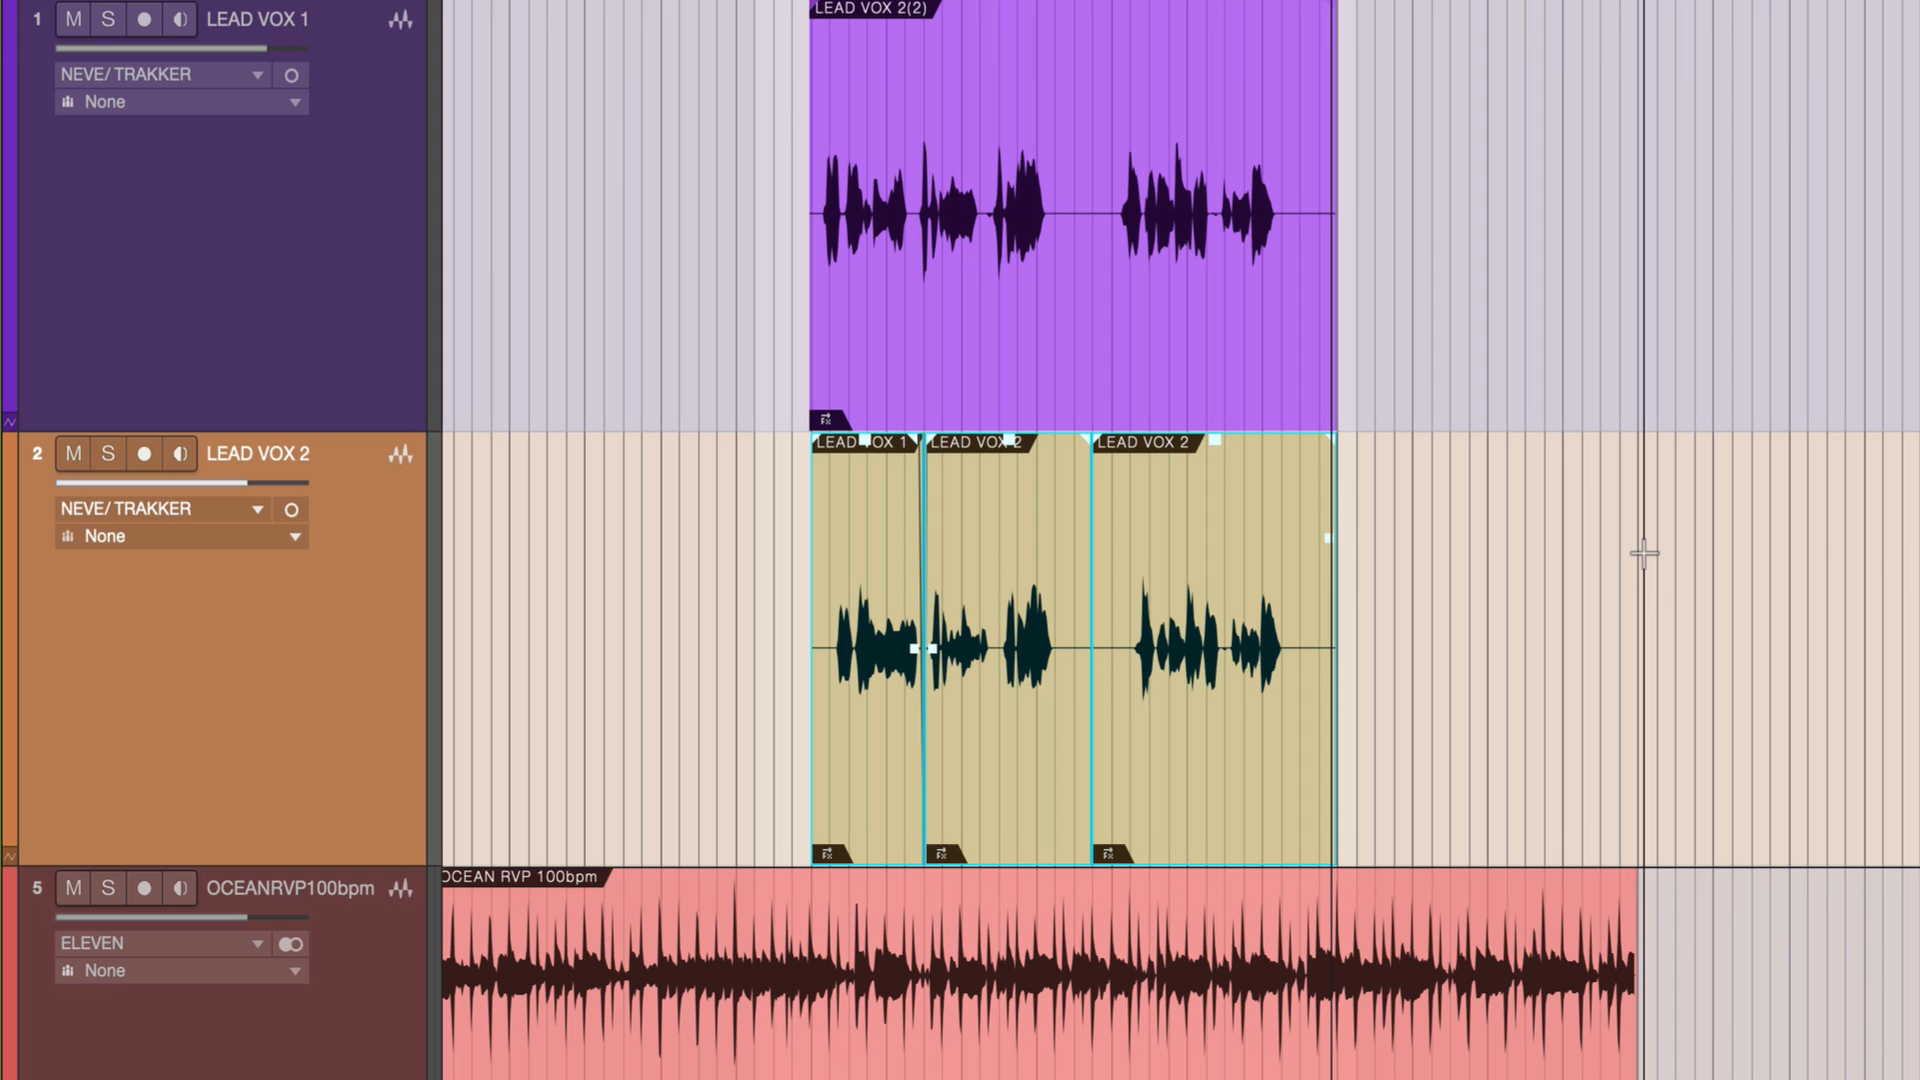 1 M S LEAD VOX 1
NEVE/ TRAKKER
None
LEAD VOX 2(2)
2 M S LEAD VOX 2
NEVE/ TRAKKER
None
LEAD VOX 1
LEAD VOX 2
LEAD VOX 2
5 M S OCEANRVP100bpm
ELEVEN
None
OCEAN RVP 100bpm